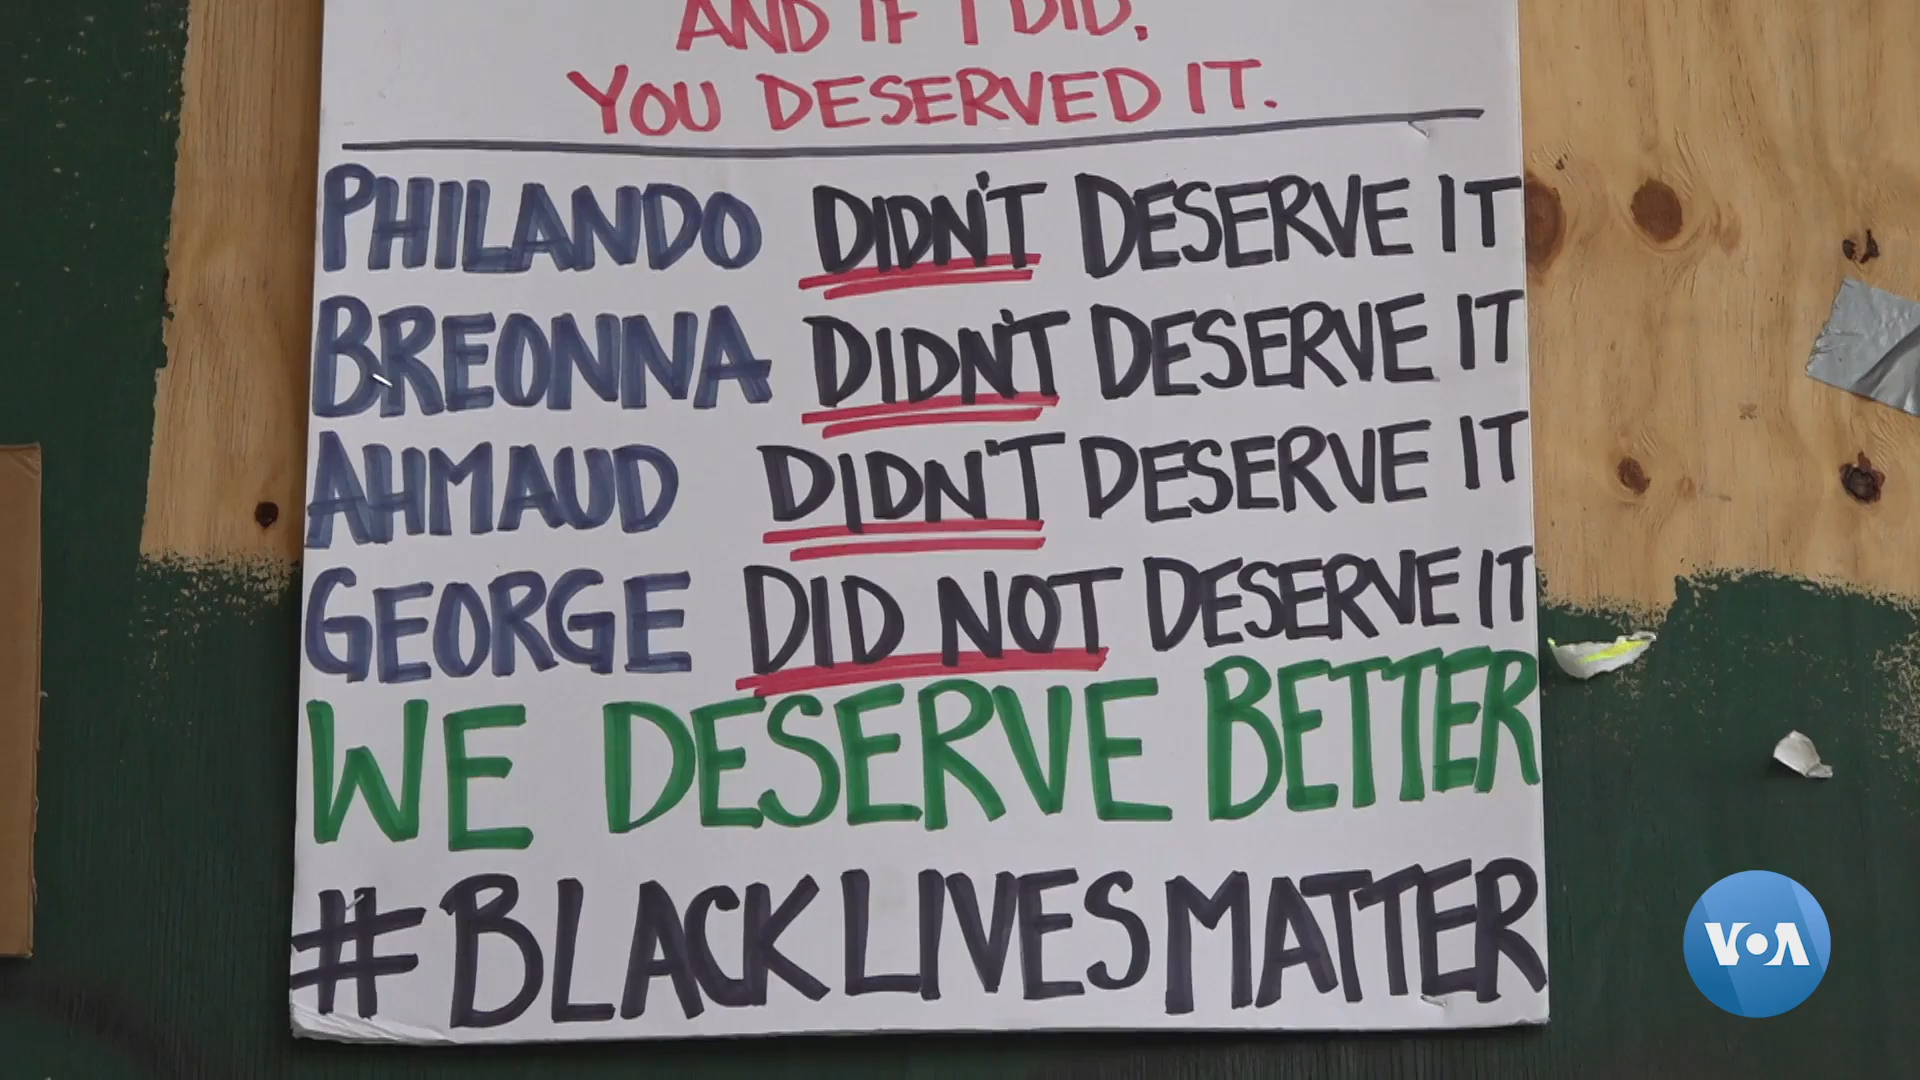 AND IF I DID,
YOU DESERVED IT.
PHILANDO DIDN'T DESERVE IT
BREONNA DIDN'T DESERVE IT
AHMAUD DIDN'T DESERVE IT
GEORGE DID NOT DESERVE IT
WE DESERVE BETTER
#BLACKLIVESMATTER
VOA